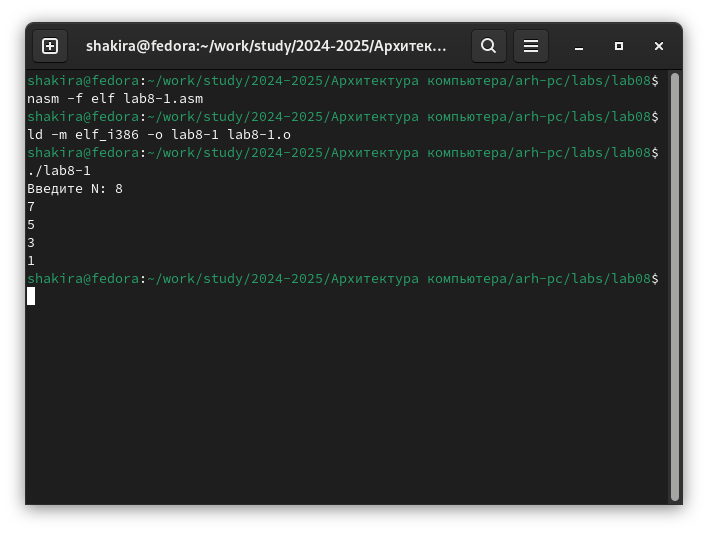 shakira@fedora:~/work/study/2024-2025/Архитек...
shakira@fedora:~/work/study/2024-2025/Архитектура компьютера/arh-pc/labs/lab08$
nasm -f elf lab8-1.asm
shakira@fedora:~/work/study/2024-2025/Архитектура компьютера/arh-pc/labs/lab08$
ld -m elf_i386 -o lab8-1 lab8-1.o
shakira@fedora:~/work/study/2024-2025/Архитектура компьютера/arh-pc/labs/lab08$
./lab8-1
Введите N: 8
7
5
3
1
shakira@fedora:~/work/study/2024-2025/Архитектура компьютера/arh-pc/labs/lab08$